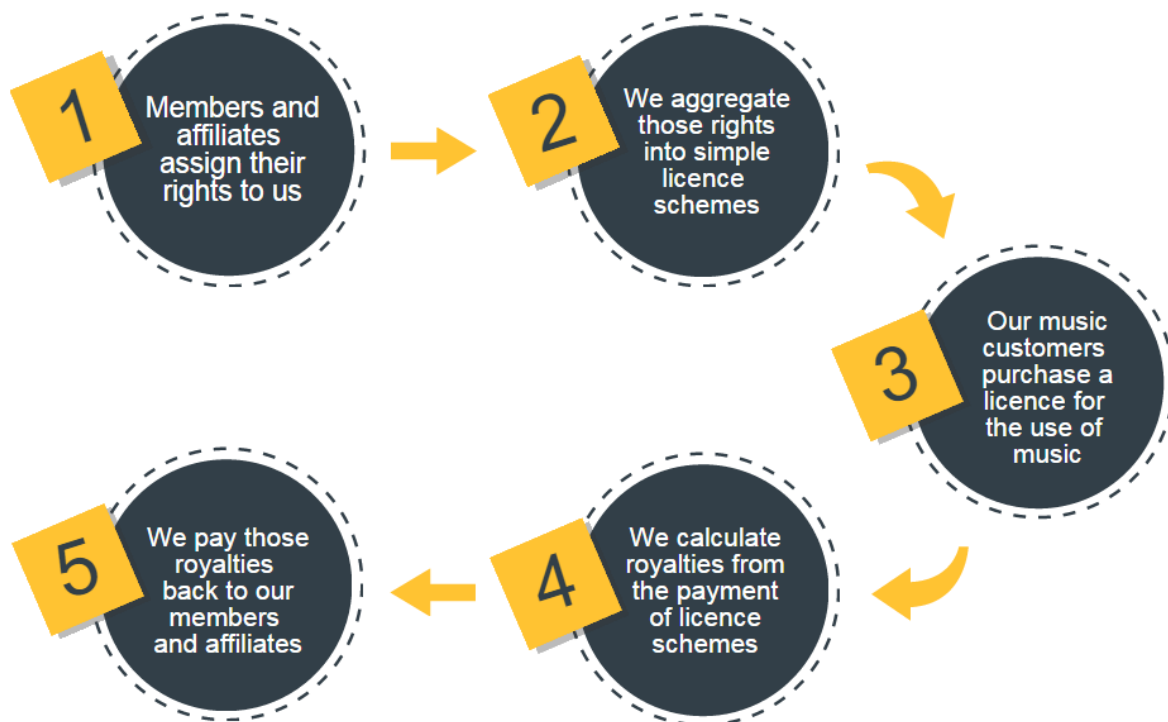 1
Members and
affiliates
assign their
rights to us
2
We aggregate
those rights
into simple
licence
schemes
3
Our music
customers
purchase a
licence for
the use of
music
4
We calculate
royalties from
the payment
of licence
schemes
5
We pay those
royalties
back to our
members
and affiliates